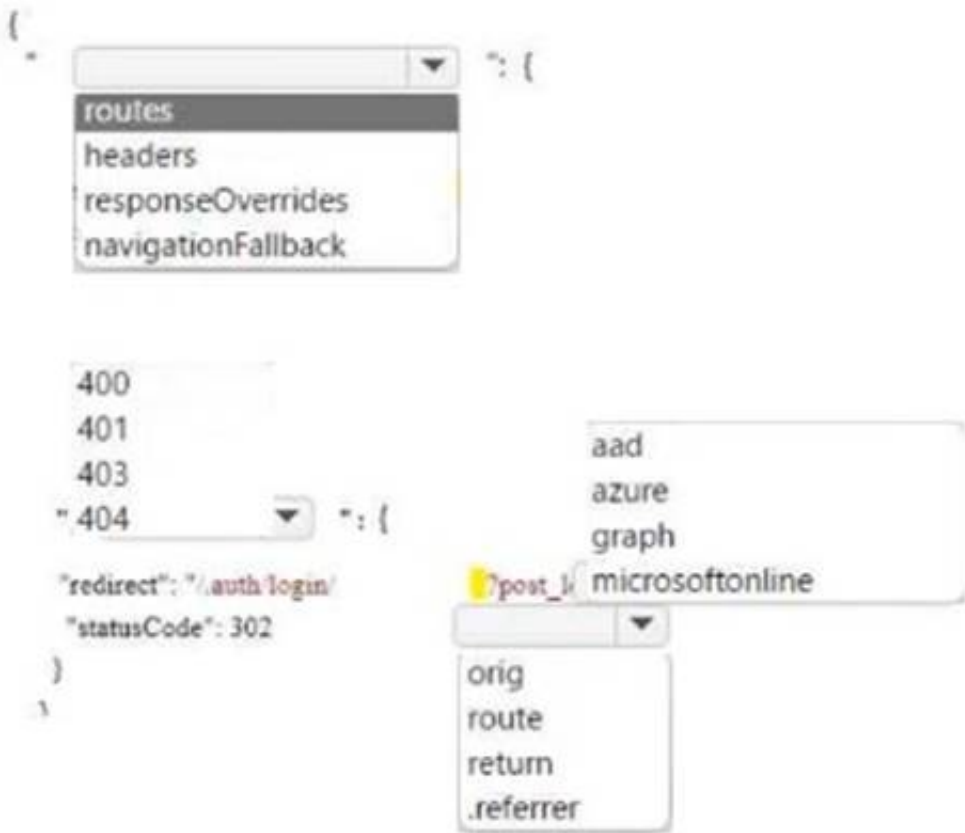 {
" ": {
routes
headers
responseOverrides
navigationFallback
400
401
403
"404 ": {
aad
azure
graph
microsoftonline
"redirect": "/.auth/login/ ?post_l
"statusCode": 302
}
orig
route
return
.referrer